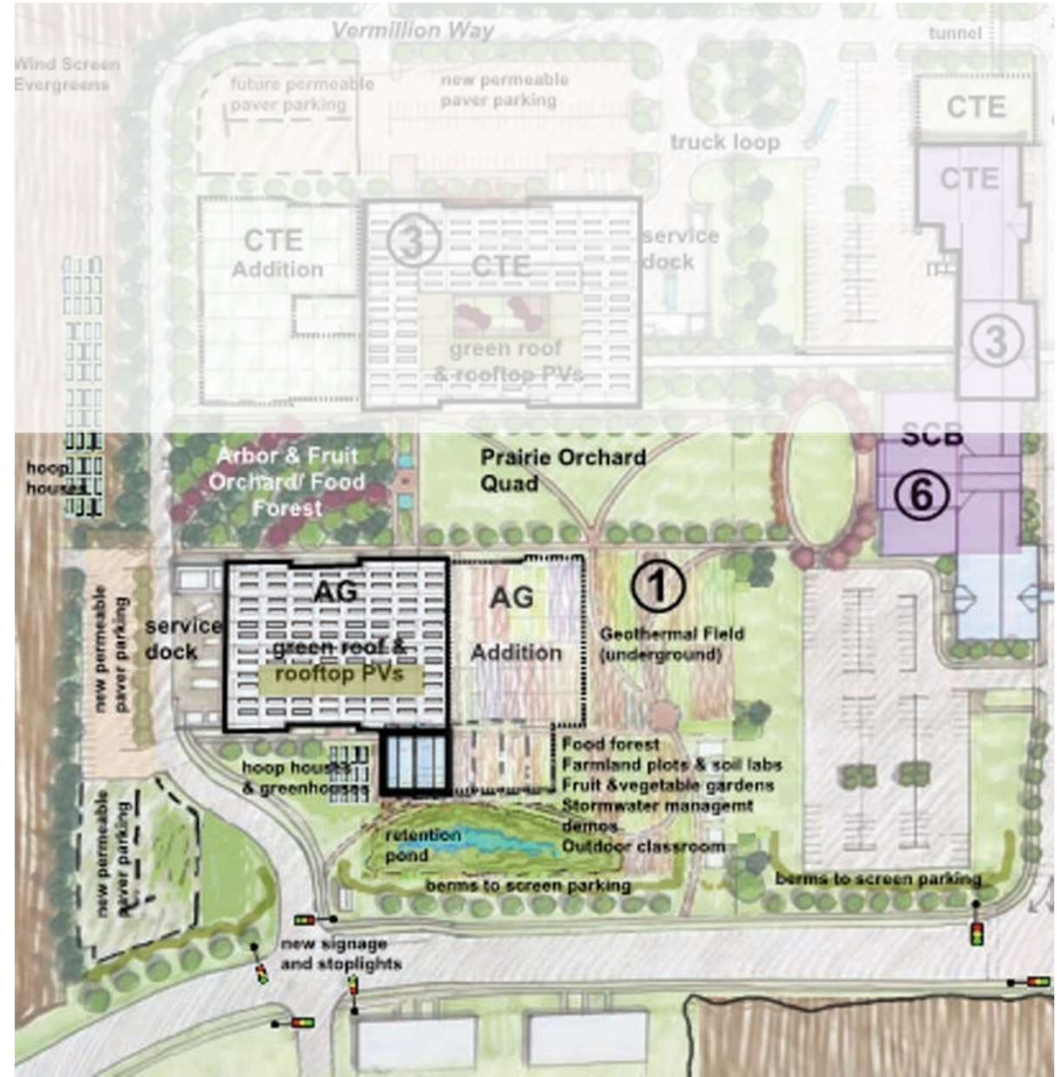 Vermillion Way
tunnel
Wind Screen
Evergreens
future permeable
paver parking
new permeable
paver parking
CTE
truck loop
CTE
CTE
Addition
3
CTE
service
dock
green roof
& rooftop PVs
3
SCB
6
hoop
houses
Arbor & Fruit
Orchard/ Food
Forest
Prairie Orchard
Quad
AG
green roof &
rooftop PVs
AG
Addition
1
Geothermal Field
(underground)
service
dock
new permeable
paver parking
hoop houses
& greenhouses
Food forest
Farmland plots & soil labs
Fruit &vegetable gardens
Stormwater managemt
demos
Outdoor classroom
new permeable
paver parking
retention
pond
berms to screen parking
berms to screen parking
new signage
and stoplights